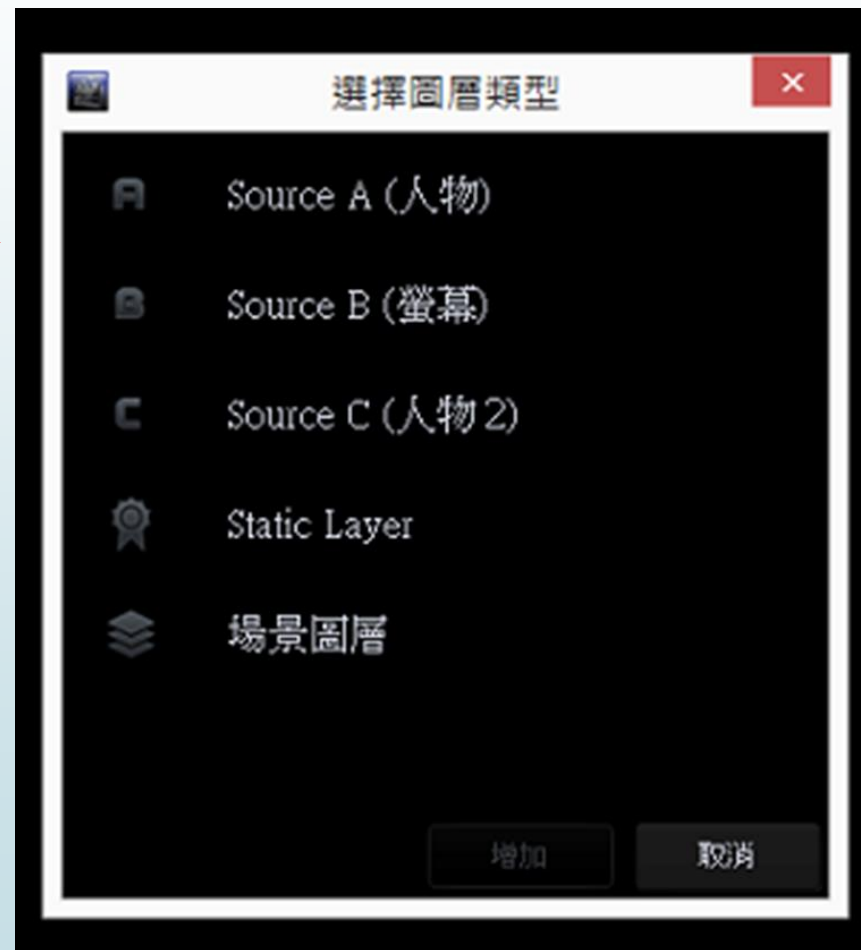 選擇圖層類型
A Source A (人物)
B Source B (螢幕)
C Source C (人物2)
Static Layer
場景圖層
增加 取消